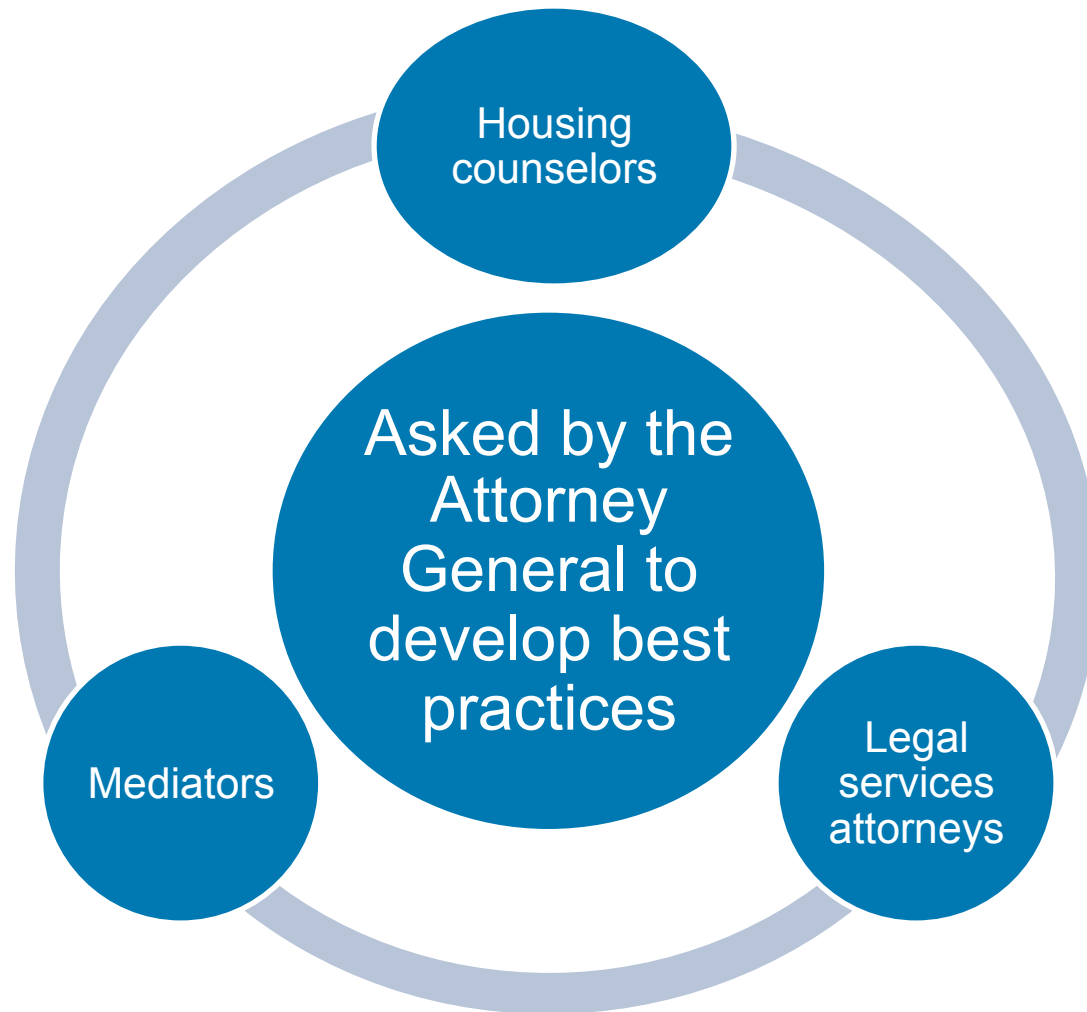 Housing
counselors
Asked by the
Attorney
General to
develop best
practices
Mediators
Legal
services
attorneys